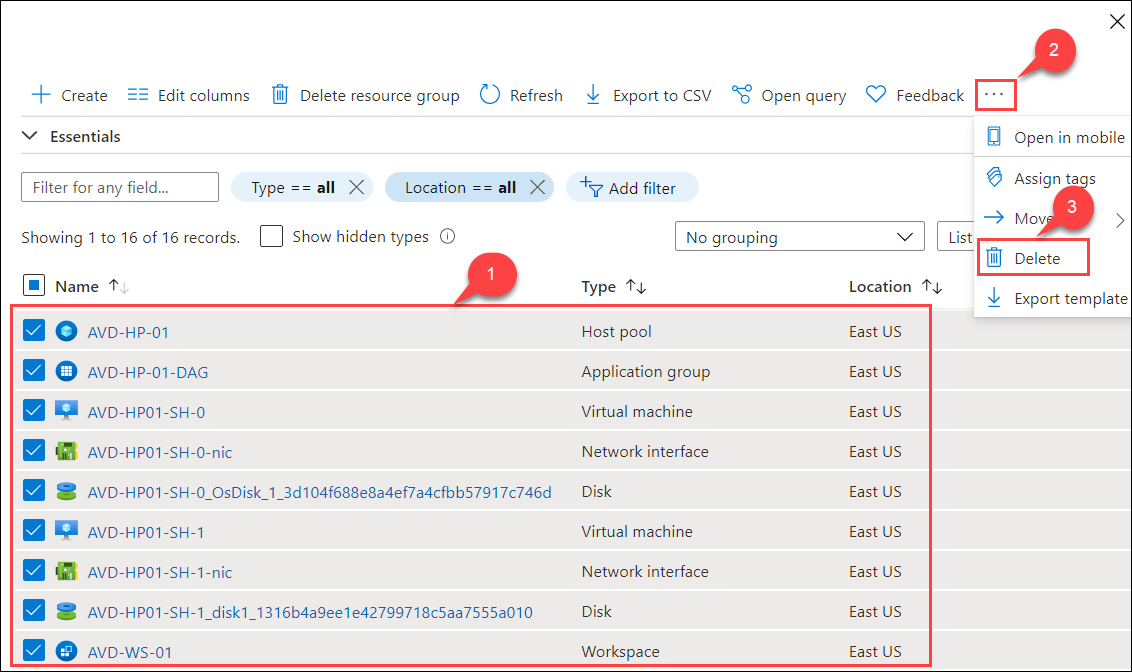 2
+ Create Edit columns Delete resource group Refresh Export to CSV Open query Feedback ...
Open in mobile
Essentials
Assign tags
Filter for any field... Type == all Location == all Add filter
3
Move
Showing 1 to 16 of 16 records. Show hidden types No grouping List
Delete
1
Name Type Location
Export template
AVD-HP-01 Host pool East US
AVD-HP-01-DAG Application group East US
AVD-HP01-SH-0 Virtual machine East US
AVD-HP01-SH-0-nic Network interface East US
AVD-HP01-SH-0_OsDisk_1_3d104f688e8a4ef7a4cfbb57917c746d Disk East US
AVD-HP01-SH-1 Virtual machine East US
AVD-HP01-SH-1-nic Network interface East US
AVD-HP01-SH-1_disk1_1316b4a9ee1e42799718c5aa7555a010 Disk East US
AVD-WS-01 Workspace East US